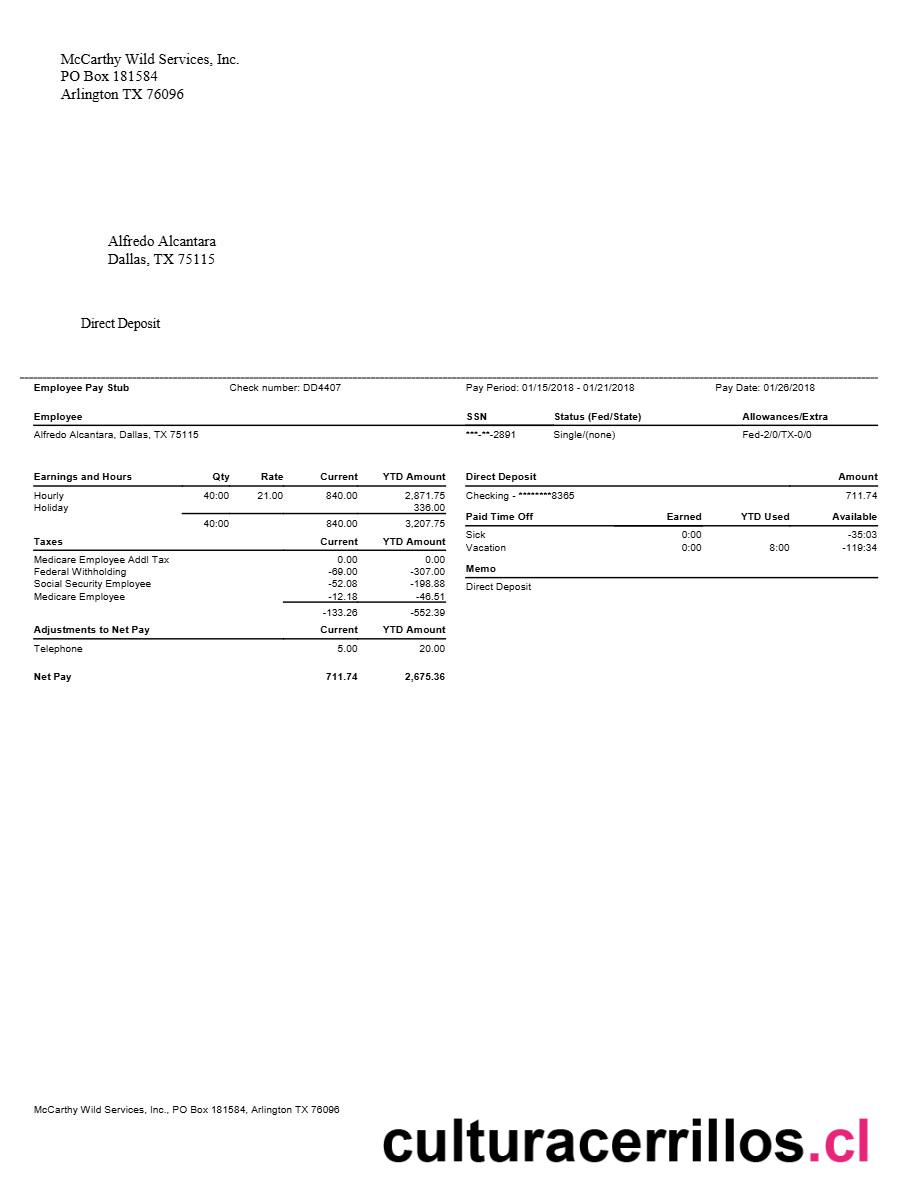 McCarthy Wild Services, Inc.
PO Box 181584
Arlington TX 76096
Alfredo Alcantara
Dallas, TX 75115
Direct Deposit
Employee Pay Stub Check number: DD4407 Pay Period: 01/15/2018 - 01/21/2018 Pay Date: 01/26/2018
Employee SSN Status (Fed/State) Allowances/Extra
Alfredo Alcantara, Dallas, TX 75115 ***-**-2891 Single/(none) Fed-2/0/TX-0/0
Earnings and Hours Qty Rate Current YTD Amount
Hourly 40:00 21.00 840.00 2,871.75
Holiday 336.00
40:00 840.00 3,207.75
Taxes Current YTD Amount
Medicare Employee Addl Tax 0.00 0.00
Federal Withholding -69.00 -307.00
Social Security Employee -52.08 -198.88
Medicare Employee -12.18 -46.51
-133.26 -552.39
Adjustments to Net Pay Current YTD Amount
Telephone 5.00 20.00
Net Pay 711.74 2,675.36
Direct Deposit Amount
Checking - ********8365 711.74
Paid Time Off Earned YTD Used Available
Sick 0:00 -35:03
Vacation 0:00 8:00 -119:34
Memo
Direct Deposit
McCarthy Wild Services, Inc., PO Box 181584, Arlington TX 76096
culturacerrillos.cl